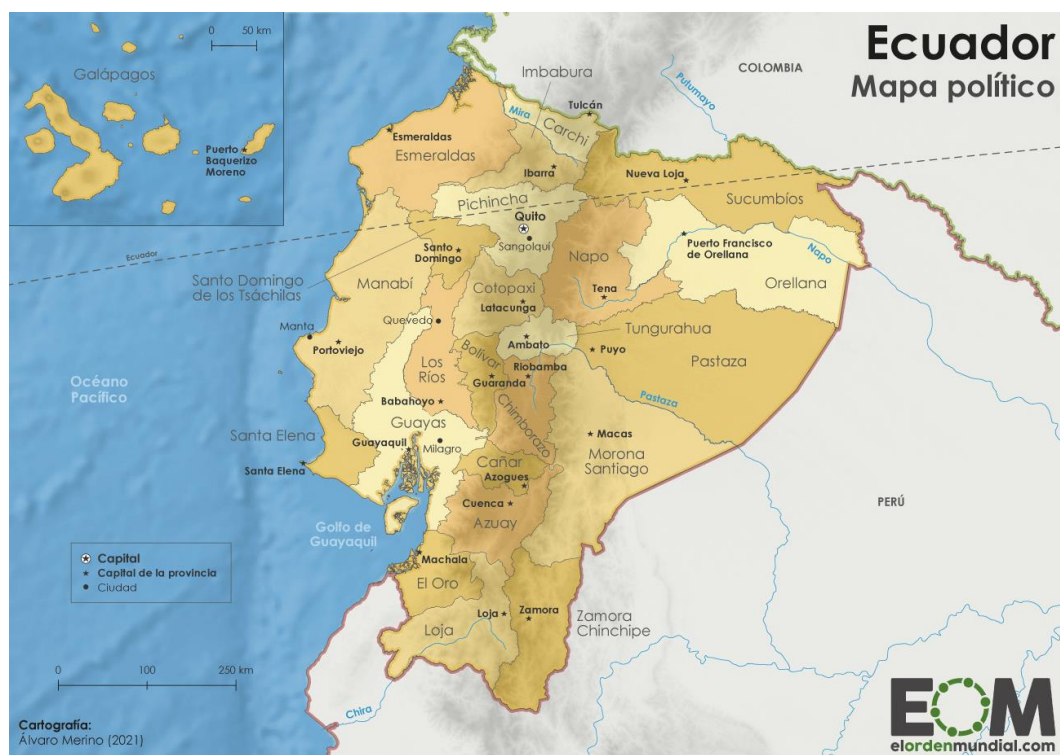 Ecuador
Mapa político
0 50 km
Galápagos
Puerto
Baquerizo
Moreno
COLOMBIA
Putumayo
Imbabura
Tulcán
Mira
Carchi
Esmeraldas
Esmeraldas
Ibarra
Nueva Loja
Sucumbíos
Pichincha
Quito
Sangolquí
Ecuador
Santo
Domingo
Napo
Puerto Francisco
de Orellana
Napo
Orellana
Santo Domingo
de los Tsáchilas
Manabí
Cotopaxi
Tena
Latacunga
Quevedo
Manta
Portoviejo
Ambato
Tungurahua
Puyo
Pastaza
Bolívar
Riobamba
Los
Ríos
Guaranda
Océano
Pacífico
Babahoyo
Chimborazo
Pastaza
Guayas
Santa Elena
Guayaquil
Milagro
Macas
Morona
Santiago
Santa Elena
Cañar
Azogues
Cuenca
Azuay
PERÚ
Golfo de
Guayaquil
Capital
Capital de la provincia
Ciudad
Machala
El Oro
Loja
Loja
Zamora
Zamora
Chinchipe
0 100 250 km
Chira
Cartografía:
Álvaro Merino (2021)
EOM
elordenmundial.com